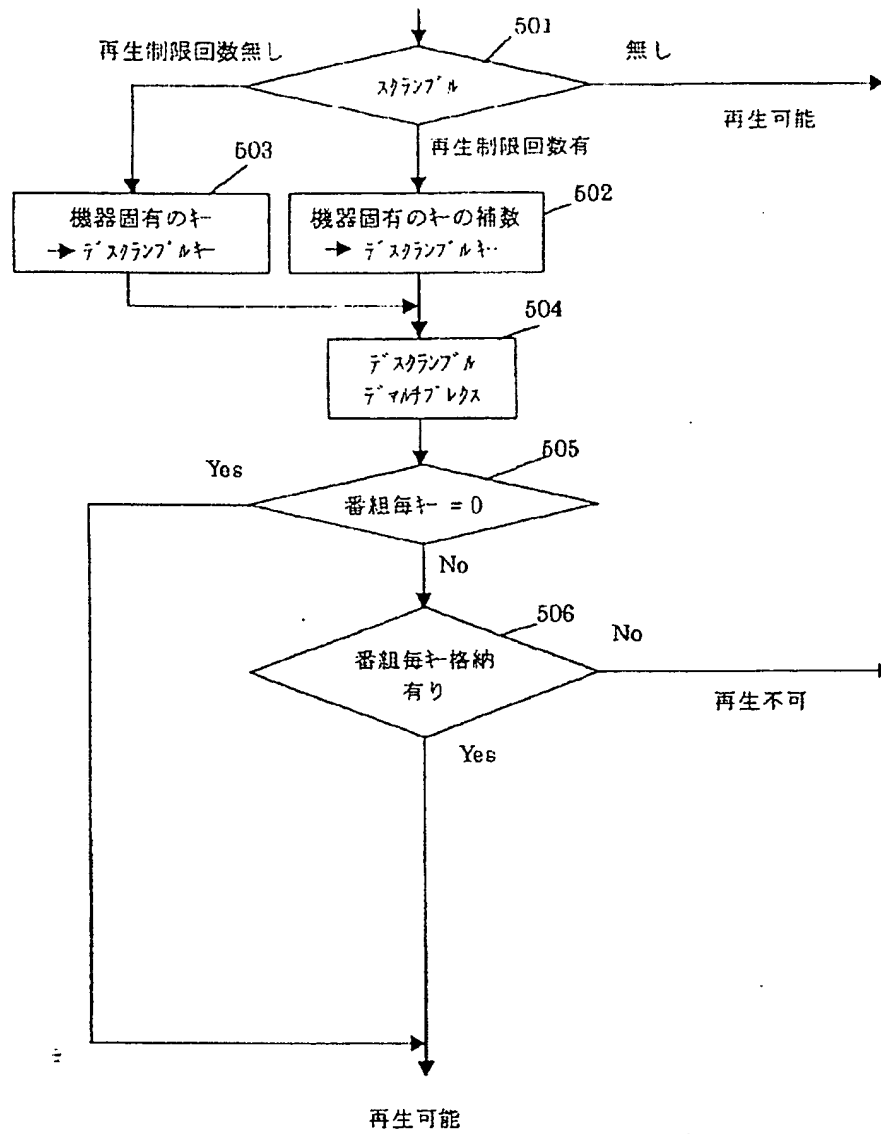 501
再生制限回数無し
無し
スクランブル
再生可能
再生制限回数有
503
502
機器固有のキー
→ デスクランブルキー
機器固有のキーの補数
→ デスクランブルキー
504
デスクランブル
デマルチプレクス
505
Yes
番組毎キー = 0
No
506
No
番組毎キー格納
有り
再生不可
Yes
再生可能